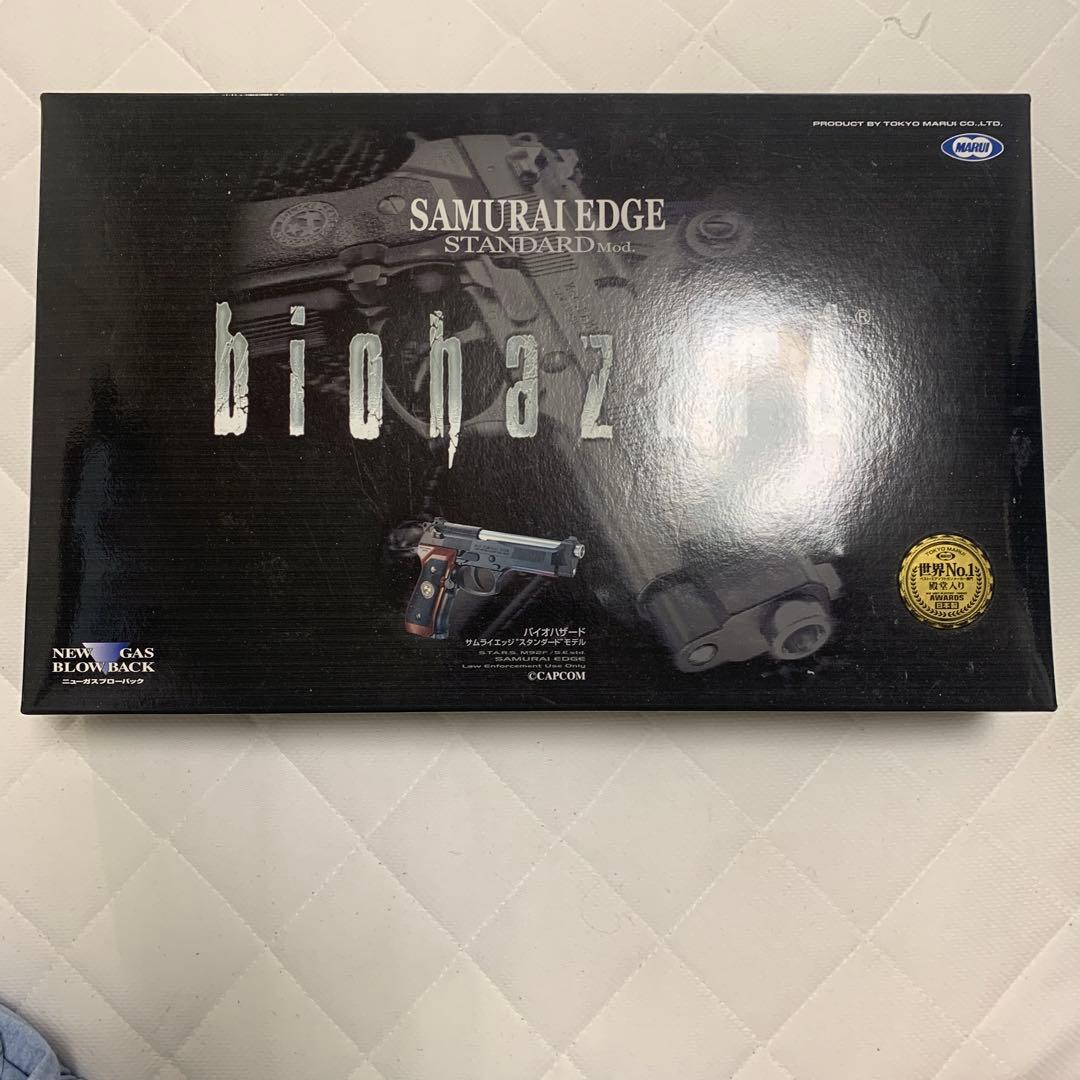 PRODUCT BY TOKYO MARUI CO.,LTD.
MARUI
SAMURAI EDGE
STANDARD Mod.
biohazard®
TOKYO MARUI
世界No.1
殿堂入り
AWARDS
日本製
バイオハザード
サムライエッジ"スタンダード"モデル
S.T.A.R.S. M92F / S.E.std.
SAMURAI EDGE
Law Enforcement Use Only
©CAPCOM
NEW GAS
BLOW BACK
ニューガスブローバック